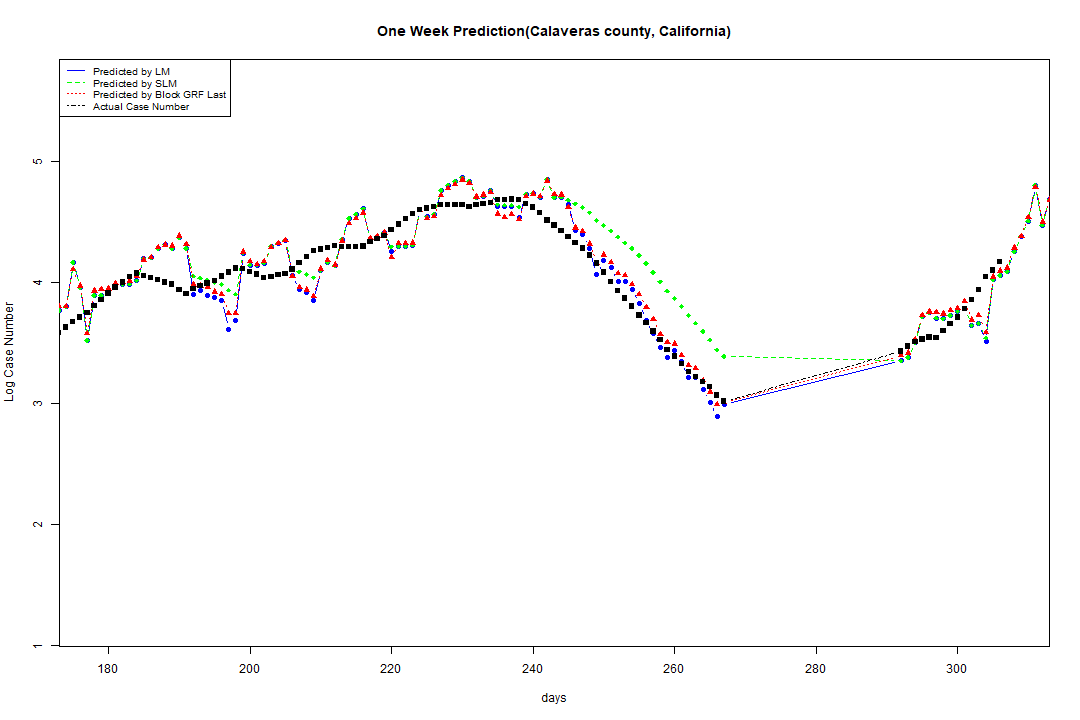 One Week Prediction(Calaveras county, California)
Predicted by LM
Predicted by SLM
Predicted by Block GRF Last
Actual Case Number
5
4
3
2
1
Log Case Number
180 200 220 240 260 280 300
days